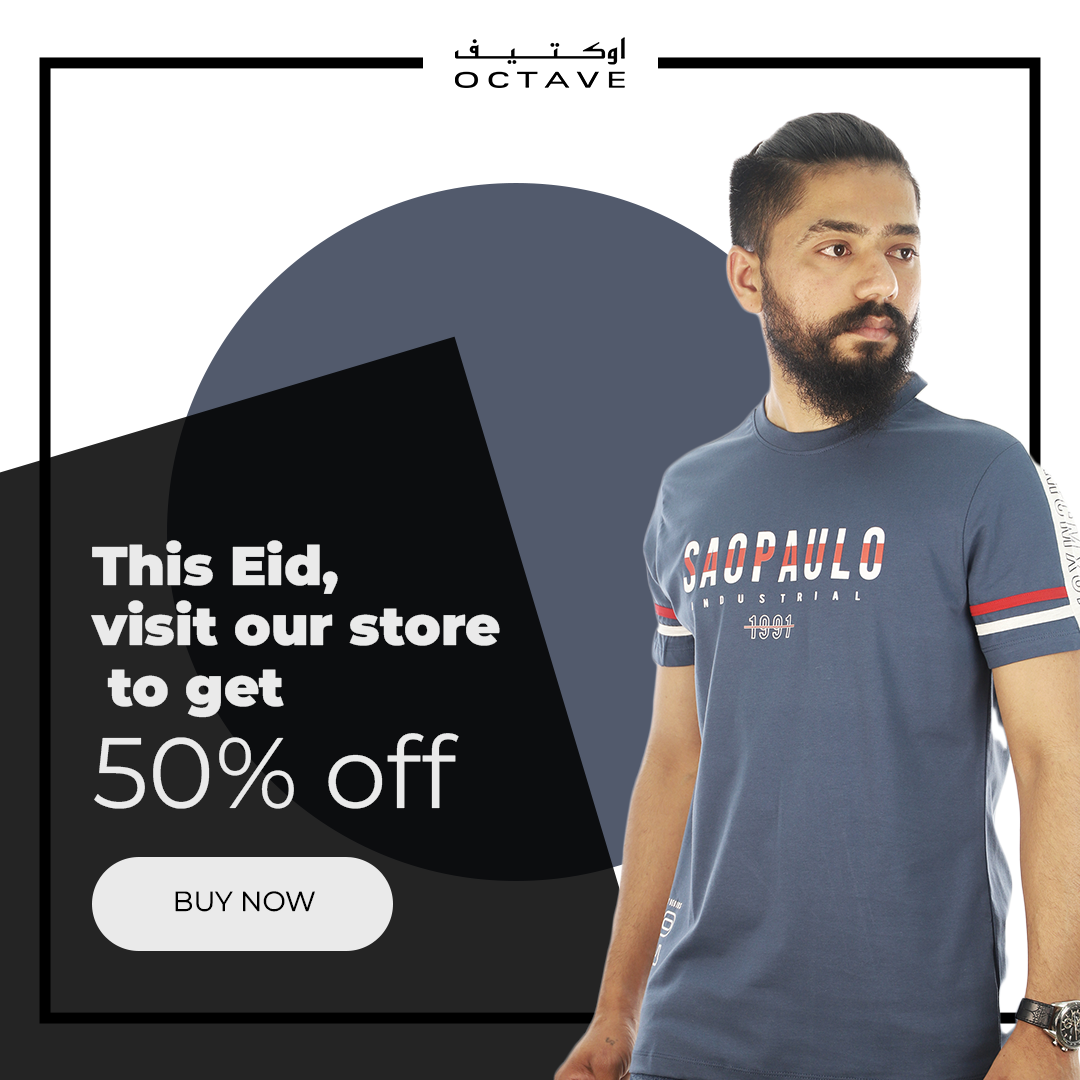 اوكتيف
OCTAVE
This Eid,
visit our store
to get
50% off
BUY NOW
SAOPAULO
INDUSTRIAL
1991